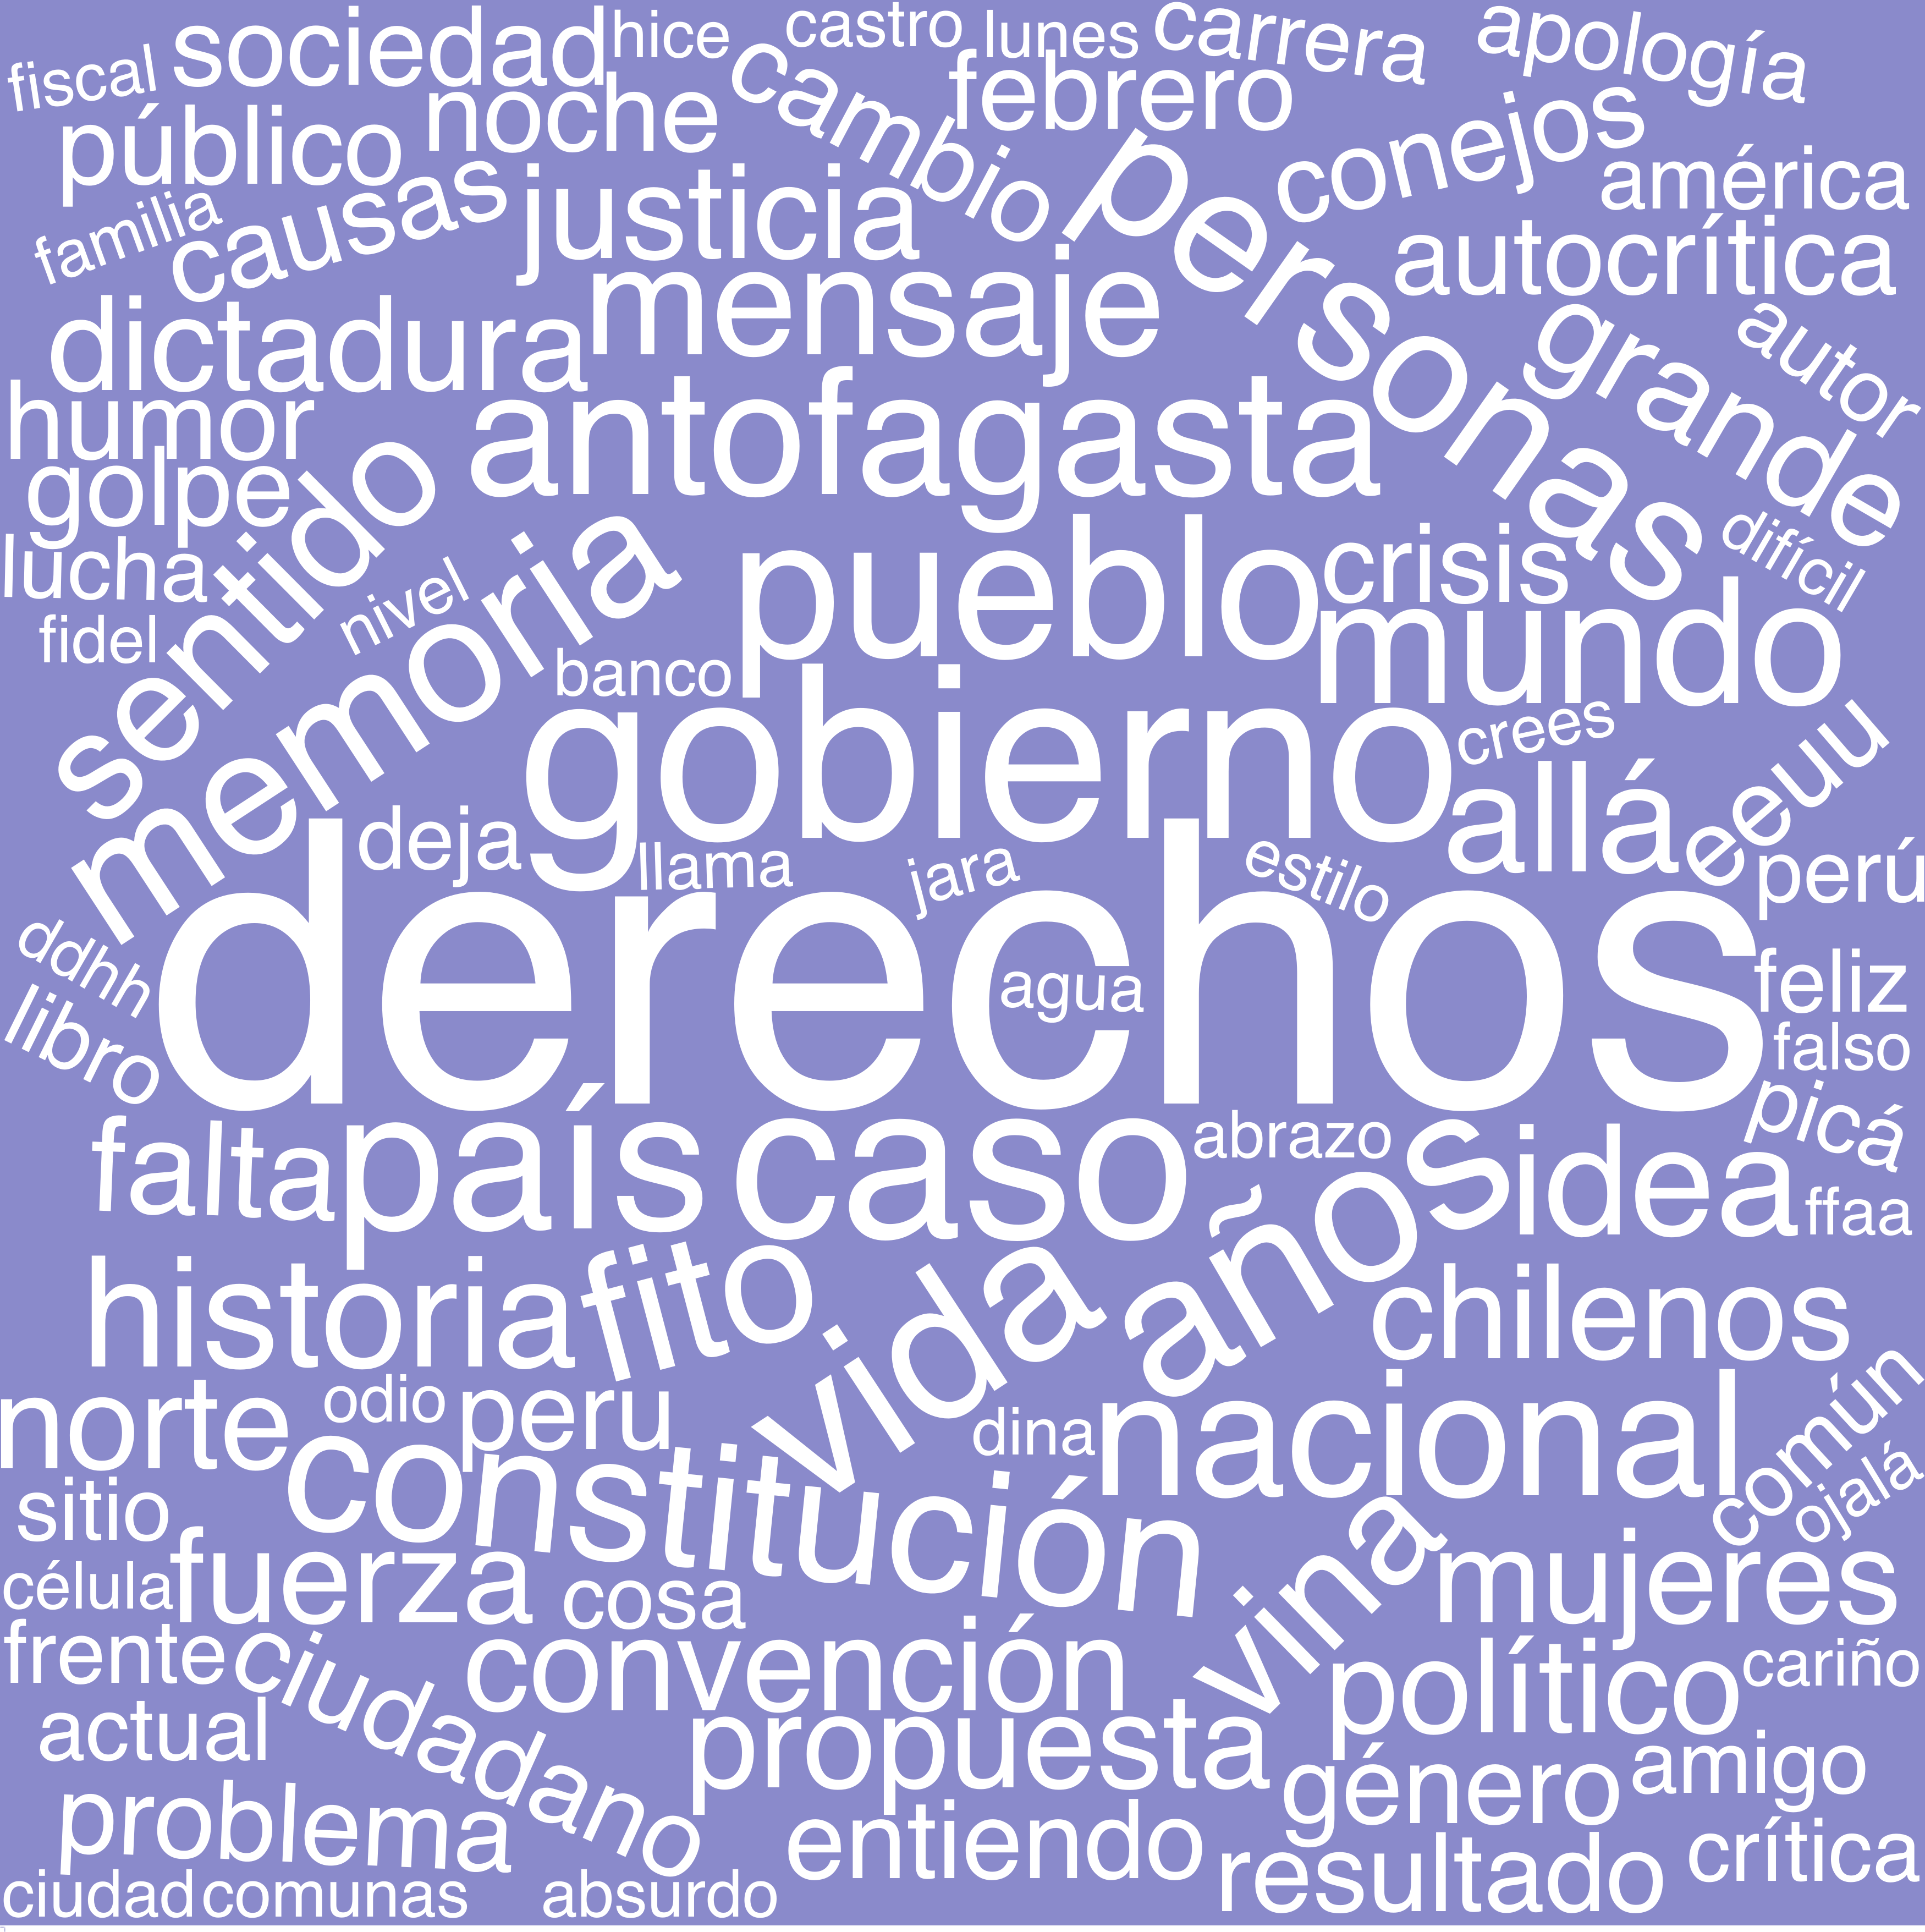 fiscal
sociedad
hice
castro
lunes
carrera
apología
público
noche
cambio
febrero
conejos
américa
familia
causas
justicia
personas
autocrítica
dictadura
mensaje
grande
autor
humor
antofagasta
golpe
sentido
lucha
nivel
memoria
pueblo
crisis
difícil
fidel
banco
mundo
gobierno
crees
allá
eeuu
deja
llama
jara
estilo
perú
ddhh
derechos
agua
feliz
libro
falso
picá
falta
país
caso
abrazo
años
idea
ffaa
historia
fito
vida
chilenos
norte
odio
peru
dina
nacional
común
ojalá
sitio
constitución
célula
fuerza
cosa
viña
mujeres
frente
ciudadano
convención
político
cariño
actual
propuesta
género
amigo
problema
entiendo
resultado
crítica
ciudad
comunas
absurdo